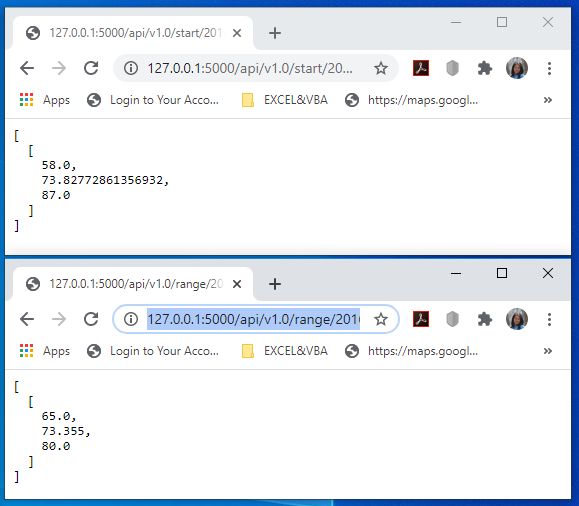 127.0.0.1:5000/api/v1.0/start/201
127.0.0.1:5000/api/v1.0/start/20...
Apps Login to Your Acco... EXCEL&VBA https://maps.googl... »
[
[
58.0,
73.82772861356932,
87.0
]
]
127.0.0.1:5000/api/v1.0/range/20
127.0.0.1:5000/api/v1.0/range/2016
Apps Login to Your Acco... EXCEL&VBA https://maps.googl... »
[
[
65.0,
73.355,
80.0
]
]